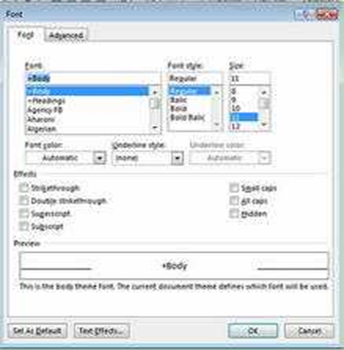 Font
Font Advanced
Font: Font style: Size:
+Body Regular 11
+Body Regular 8
+Headings Italic 9
Agency FB Bold 10
Aharoni Bold Italic 11
Algerian 12
Font color: Underline style: Underline color:
Automatic (none) Automatic
Effects
Strikethrough Small caps
Double strikethrough All caps
Superscript Hidden
Subscript
Preview
+Body
This is the body theme font. The current document theme defines which font will be used.
Set As Default Text Effects... OK Cancel